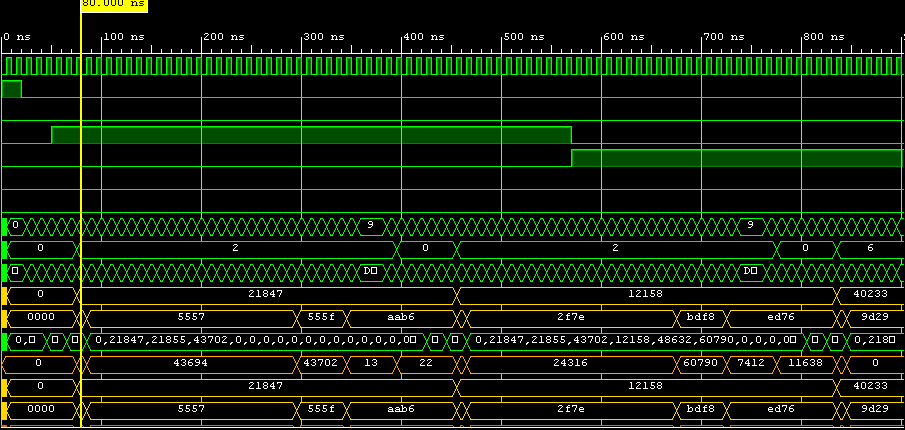 80.000 ns
0 ns 100 ns 200 ns 300 ns 400 ns 500 ns 600 ns 700 ns 800 ns
0 9 9
0 2 0 2 0 6
D D
0 21847 12158 40233
0000 5557 555f aab6 2f7e bdf8 ed76 9d29
0, 0,21847,21855,43702,0,0,0,0,0,0,0,0,0,0,0,0,0 0,21847,21855,43702,12158,48632,60790,0,0,0,0 0,218
0 43694 43702 13 22 24316 60790 7412 11638 0
0 21847 12158 40233
0000 5557 555f aab6 2f7e bdf8 ed76 9d29